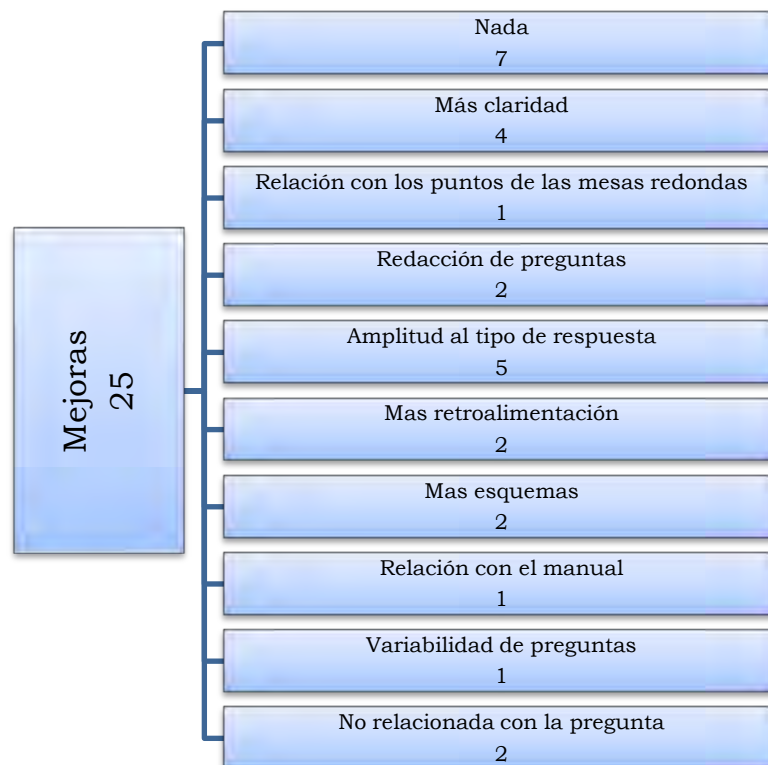 Mejoras
25
Nada
7
Más claridad
4
Relación con los puntos de las mesas redondas
1
Redacción de preguntas
2
Amplitud al tipo de respuesta
5
Mas retroalimentación
2
Mas esquemas
2
Relación con el manual
1
Variabilidad de preguntas
1
No relacionada con la pregunta
2